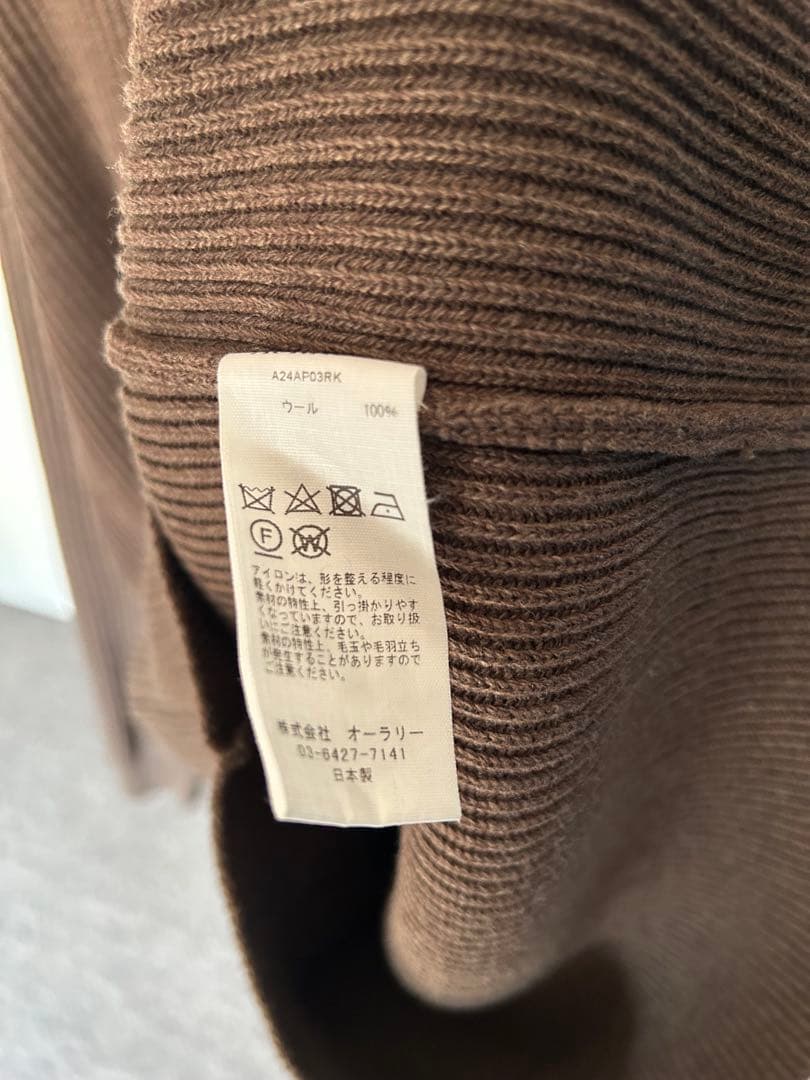 A24AP03RK
ウール 100%
F W
アイロンは、形を整える程度に
軽くかけてください。
素材の特性上、引っ掛かりやす
くなっていますので、お取り扱
いにご注意ください。
素材の特性上、毛玉や毛羽立ち
が発生することがありますので
ご注意ください。
株式会社 オーラリー
03-6427-7141
日本製